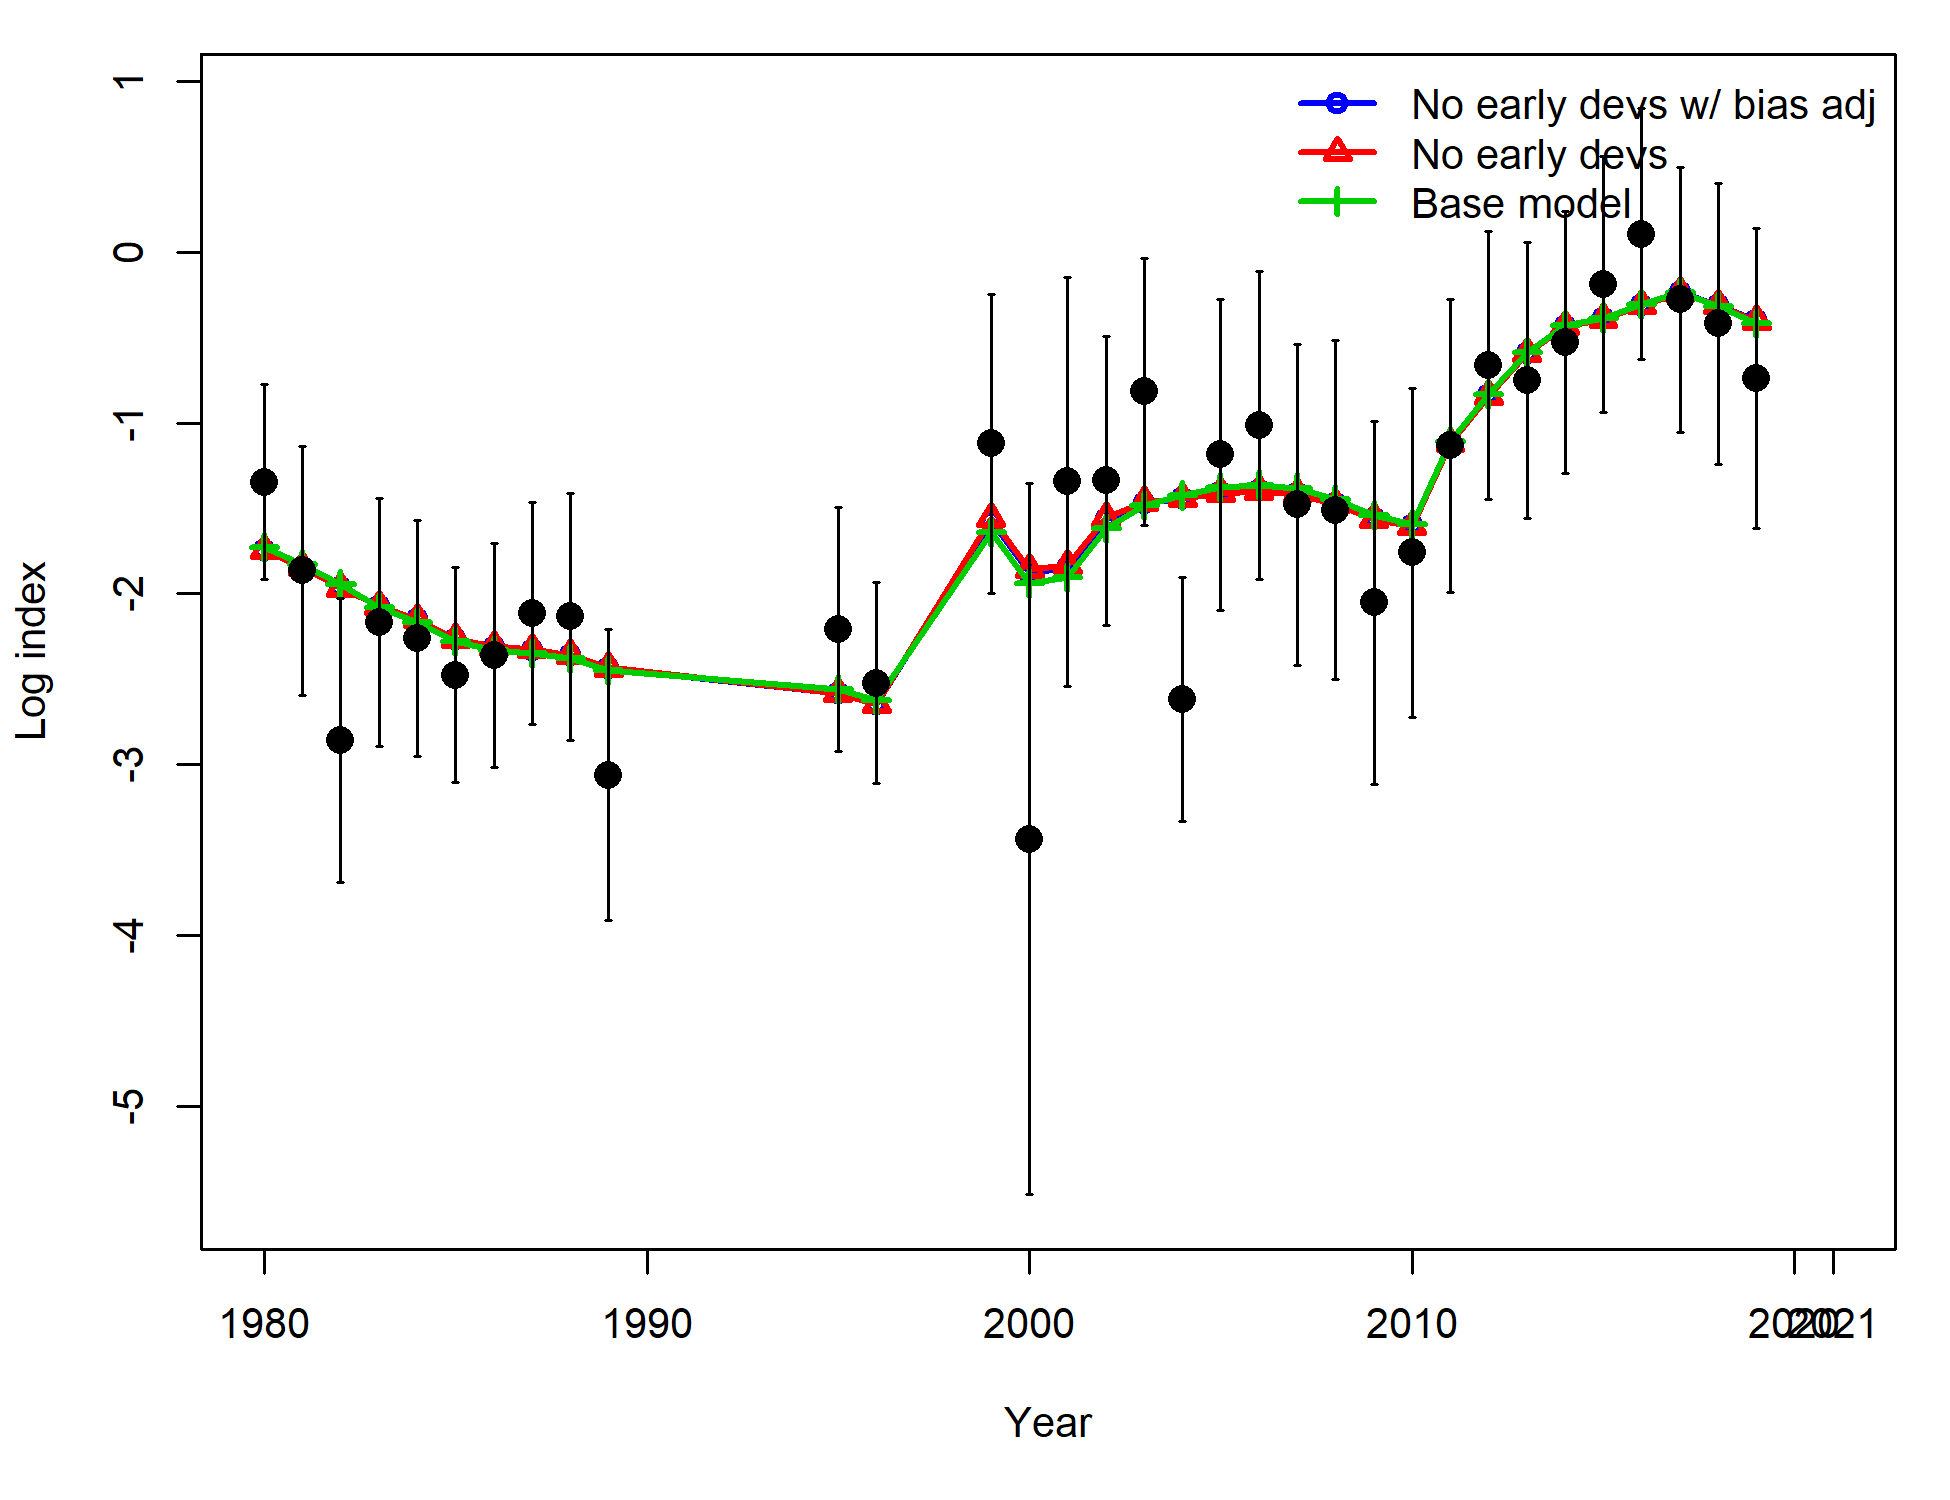 No early devs w/ bias adj
No early devs
Base model
1
0
-1
-2
-3
-4
-5
Log index
1980 1990 2000 2010 2020 2021
Year